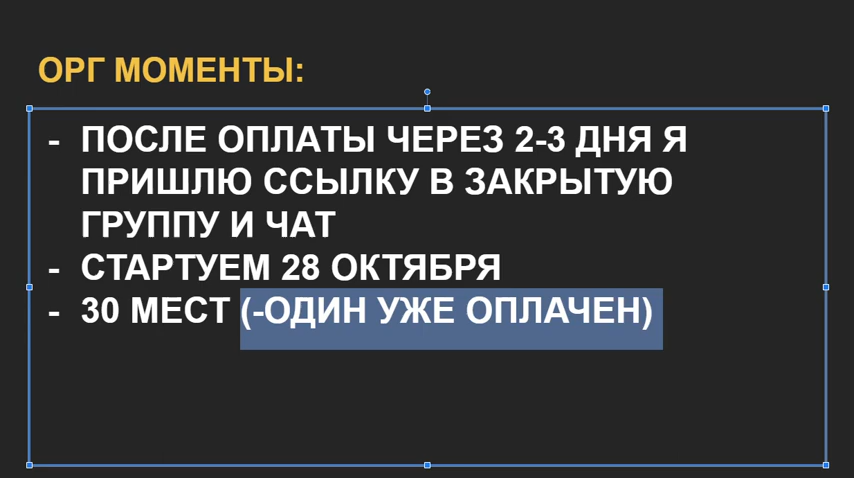 ОРГ МОМЕНТЫ:
- ПОСЛЕ ОПЛАТЫ ЧЕРЕЗ 2-3 ДНЯ Я
ПРИШЛЮ ССЫЛКУ В ЗАКРЫТУЮ
ГРУППУ И ЧАТ
- СТАРТУЕМ 28 ОКТЯБРЯ
- 30 МЕСТ (-ОДИН УЖЕ ОПЛАЧЕН)